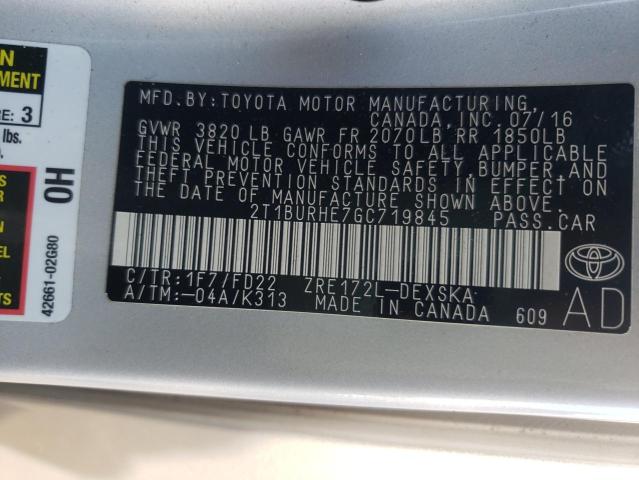 N
MENT
RE: 3
lbs.
S
R
N
EL
S
OH
42661-02G80
MFD. BY: TOYOTA MOTOR MANUFACTURING,
CANADA, INC. 07/16
GVWR 3820 LB GAWR FR 2070LB RR 1850LB
THIS VEHICLE CONFORMS TO ALL APPLICABLE
FEDERAL MOTOR VEHICLE SAFETY, BUMPER, AND
THEFT PREVENTION STANDARDS IN EFFECT ON
THE DATE OF MANUFACTURE SHOWN ABOVE.
2T1BURHE7GC719845 PASS.CAR
C/TR:1F7/FD22 ZRE172L-DEXSKA
A/TM:-04A/K313 MADE IN CANADA 609
AD